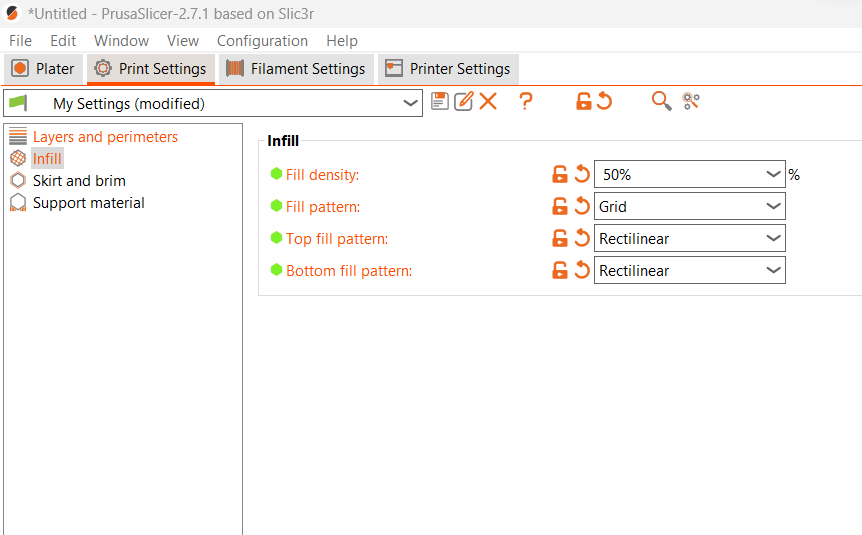 *Untitled - PrusaSlicer-2.7.1 based on Slic3r
File Edit Window View Configuration Help
Plater Print Settings Filament Settings Printer Settings
My Settings (modified) ?
Layers and perimeters
Infill
Skirt and brim
Support material
Infill
Fill density: 50% %
Fill pattern: Grid
Top fill pattern: Rectilinear
Bottom fill pattern: Rectilinear